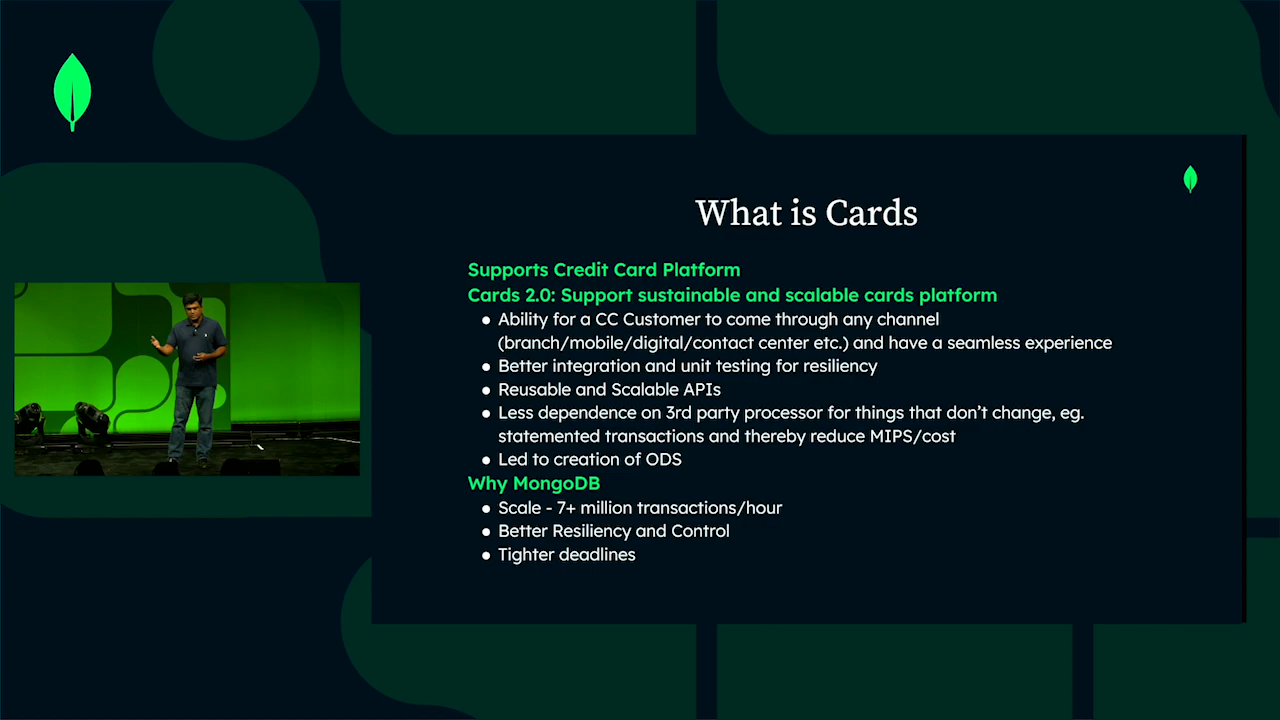 What is Cards
Supports Credit Card Platform
Cards 2.0: Support sustainable and scalable cards platform
● Ability for a CC Customer to come through any channel
(branch/mobile/digital/contact center etc.) and have a seamless experience
● Better integration and unit testing for resiliency
● Reusable and Scalable APIs
● Less dependence on 3rd party processor for things that don’t change, eg.
statemented transactions and thereby reduce MIPS/cost
● Led to creation of ODS
Why MongoDB
● Scale - 7+ million transactions/hour
● Better Resiliency and Control
● Tighter deadlines